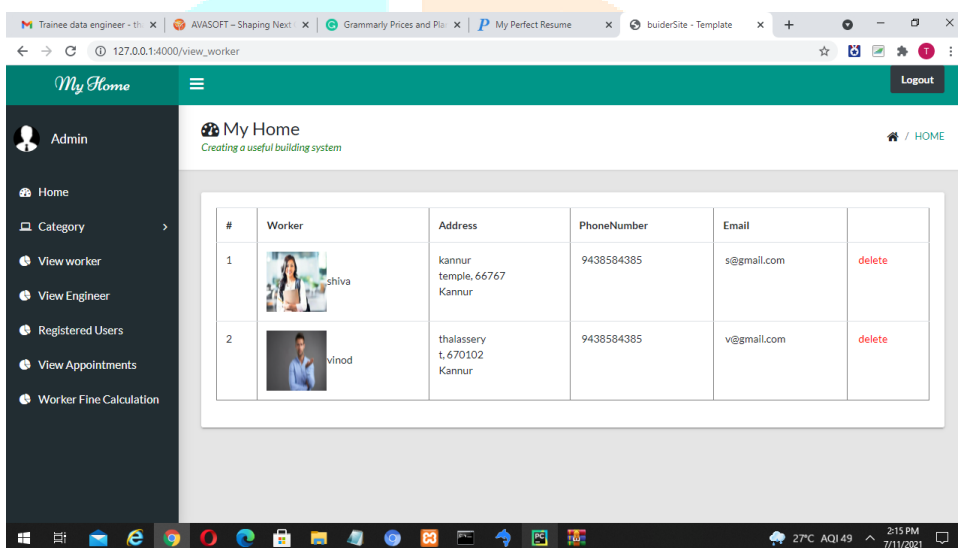 Trainee data engineer - th
AVASOFT – Shaping Next
Grammarly Prices and Pla
My Perfect Resume
buiderSite - Template
127.0.0.1:4000/view_worker
T
My Home
Logout
Admin
My Home
Creating a useful building system
/ HOME
Home
Category
View worker
View Engineer
Registered Users
View Appointments
Worker Fine Calculation
# Worker Address PhoneNumber Email
1 shiva kannur 9438584385 s@gmail.com delete
temple, 66767
Kannur
2 vinod thalassery 9438584385 v@gmail.com delete
t, 670102
Kannur
27°C AQI 49
2:15 PM
7/11/2021